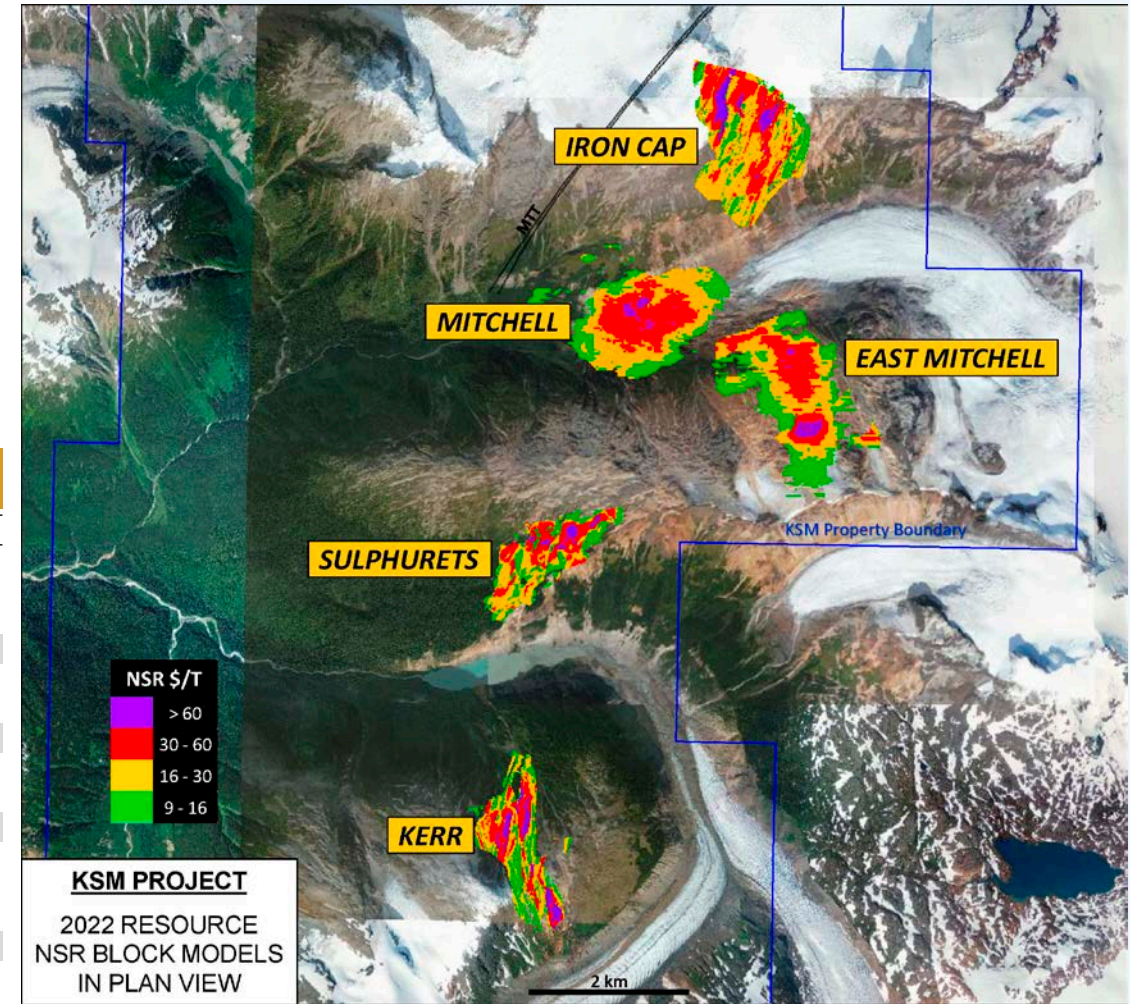 IRON CAP
MTT
MITCHELL
EAST MITCHELL
KSM Property Boundary
SULPHURETS
NSR $/T
> 60
30 - 60
16 - 30
9 - 16
KERR
KSM PROJECT
2022 RESOURCE
NSR BLOCK MODELS
IN PLAN VIEW
2 km